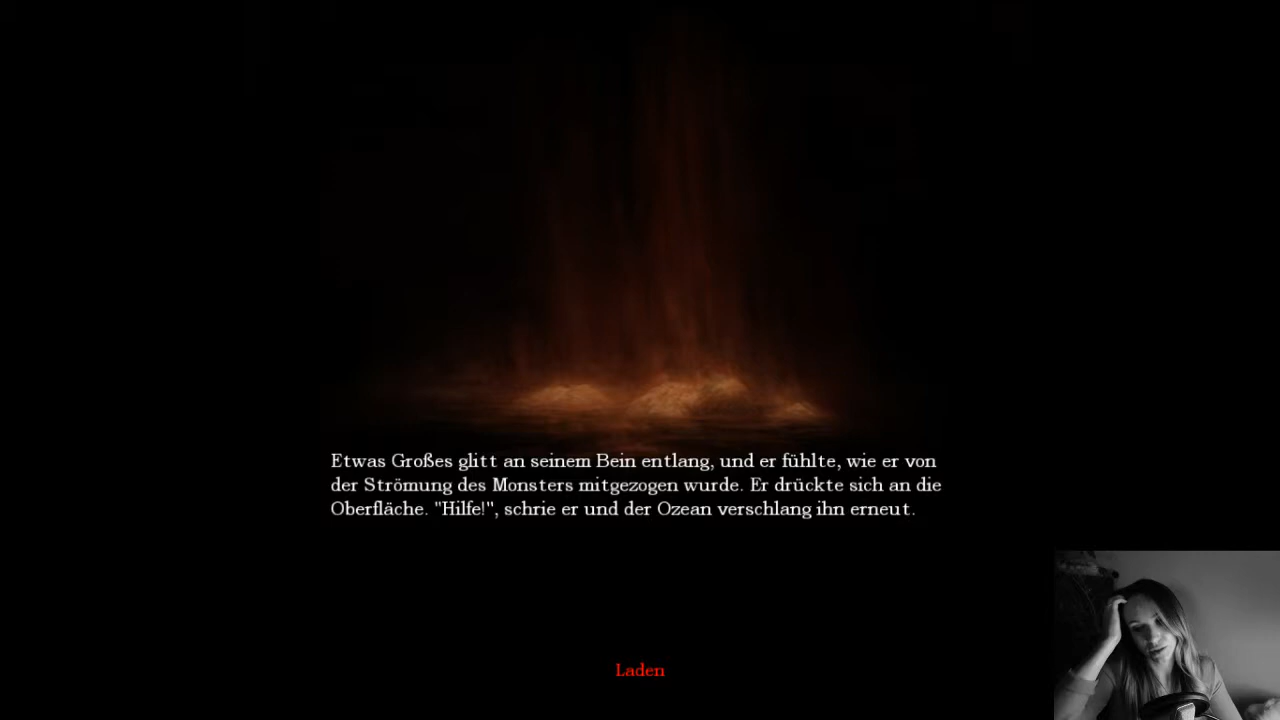 Etwas Großes glitt an seinem Bein entlang, und er fühlte, wie er von
der Strömung des Monsters mitgezogen wurde. Er drückte sich an die
Oberfläche. "Hilfe!", schrie er und der Ozean verschlang ihn erneut.
Laden